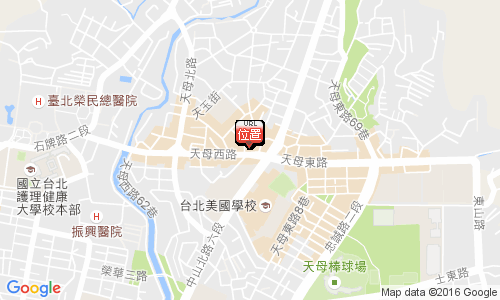 天母北路
天玉街
臺北榮民總醫院
石牌路二段
URL
位置
天母東路69巷
天母西路
天母東路
國立台北
護理健康
大學校本部
天母西路62巷
台北美國學校
東山路
振興醫院
天母東路8巷
忠誠路一段
中山北路六段
榮華三路
天母棒球場
士東路
Google
Map data ©2016 Google